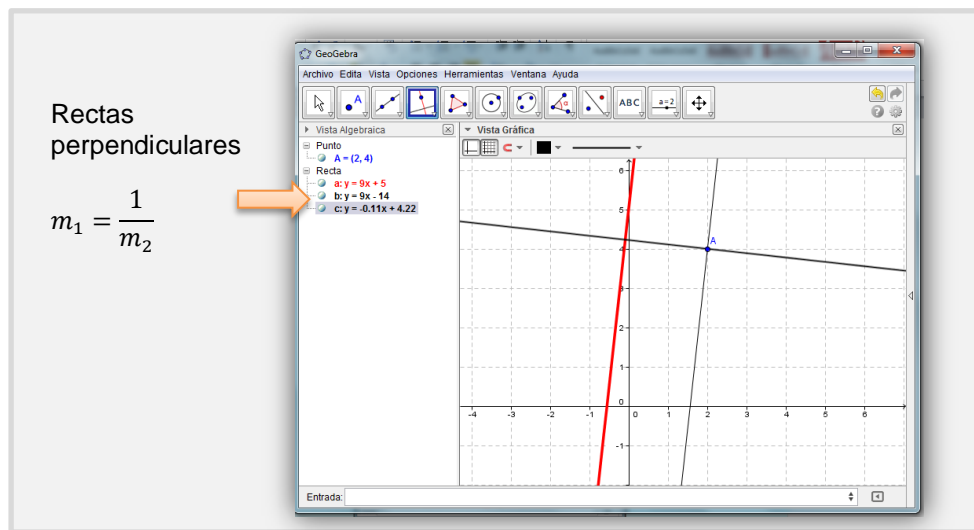 Rectas
perpendiculares
m₁ = 1/m₂
GeoGebra
Archivo Edita Vista Opciones Herramientas Ventana Ayuda
A ABC a=2
Vista Algebraica
Punto
A = (2, 4)
Recta
a: y = 9x + 5
b: y = 9x - 14
c: y = -0.11x + 4.22
Vista Gráfica
6
5
4
3
2
1
0
-1
-4 -3 -2 -1 0 1 2 3 4 5 6
A
Entrada: